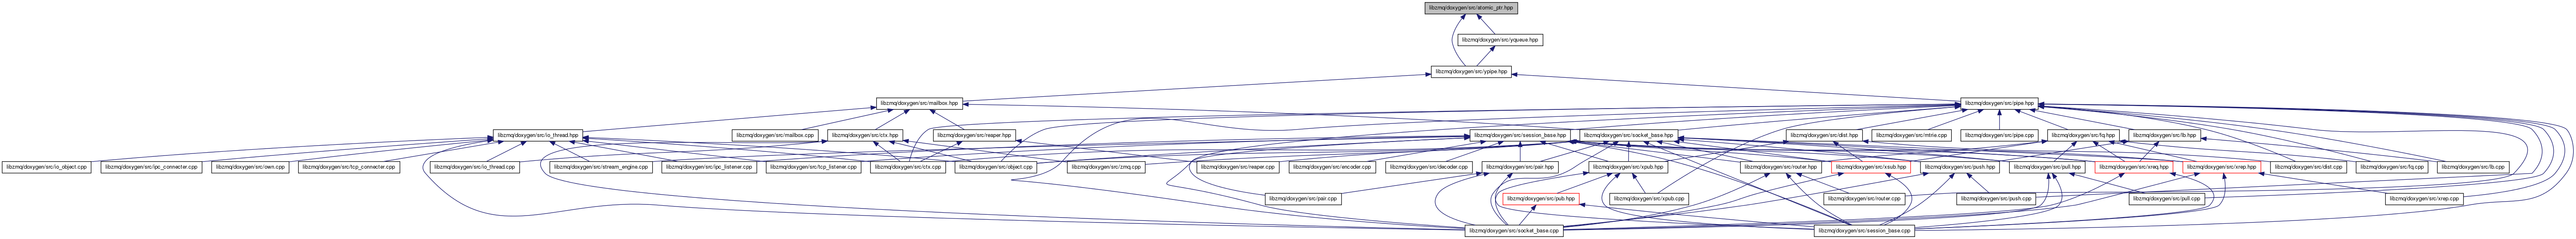 libzmq/doxygen/src/atomic_ptr.hpp
libzmq/doxygen/src/yqueue.hpp
libzmq/doxygen/src/ypipe.hpp
libzmq/doxygen/src/mailbox.hpp
libzmq/doxygen/src/pipe.hpp
libzmq/doxygen/src/io_thread.hpp
libzmq/doxygen/src/mailbox.cpp
libzmq/doxygen/src/ctx.hpp
libzmq/doxygen/src/reaper.hpp
libzmq/doxygen/src/session_base.hpp
libzmq/doxygen/src/socket_base.hpp
libzmq/doxygen/src/dist.hpp
libzmq/doxygen/src/mtrie.cpp
libzmq/doxygen/src/pipe.cpp
libzmq/doxygen/src/fq.hpp
libzmq/doxygen/src/lb.hpp
libzmq/doxygen/src/io_object.cpp
libzmq/doxygen/src/ipc_connecter.cpp
libzmq/doxygen/src/own.cpp
libzmq/doxygen/src/tcp_connecter.cpp
libzmq/doxygen/src/io_thread.cpp
libzmq/doxygen/src/stream_engine.cpp
libzmq/doxygen/src/ipc_listener.cpp
libzmq/doxygen/src/tcp_listener.cpp
libzmq/doxygen/src/ctx.cpp
libzmq/doxygen/src/object.cpp
libzmq/doxygen/src/zmq.cpp
libzmq/doxygen/src/reaper.cpp
libzmq/doxygen/src/encoder.cpp
libzmq/doxygen/src/decoder.cpp
libzmq/doxygen/src/pair.hpp
libzmq/doxygen/src/xpub.hpp
libzmq/doxygen/src/router.hpp
libzmq/doxygen/src/xsub.hpp
libzmq/doxygen/src/push.hpp
libzmq/doxygen/src/pull.hpp
libzmq/doxygen/src/xreq.hpp
libzmq/doxygen/src/xrep.hpp
libzmq/doxygen/src/dist.cpp
libzmq/doxygen/src/fq.cpp
libzmq/doxygen/src/lb.cpp
libzmq/doxygen/src/pair.cpp
libzmq/doxygen/src/pub.hpp
libzmq/doxygen/src/xpub.cpp
libzmq/doxygen/src/router.cpp
libzmq/doxygen/src/push.cpp
libzmq/doxygen/src/pull.cpp
libzmq/doxygen/src/xrep.cpp
libzmq/doxygen/src/socket_base.cpp
libzmq/doxygen/src/session_base.cpp